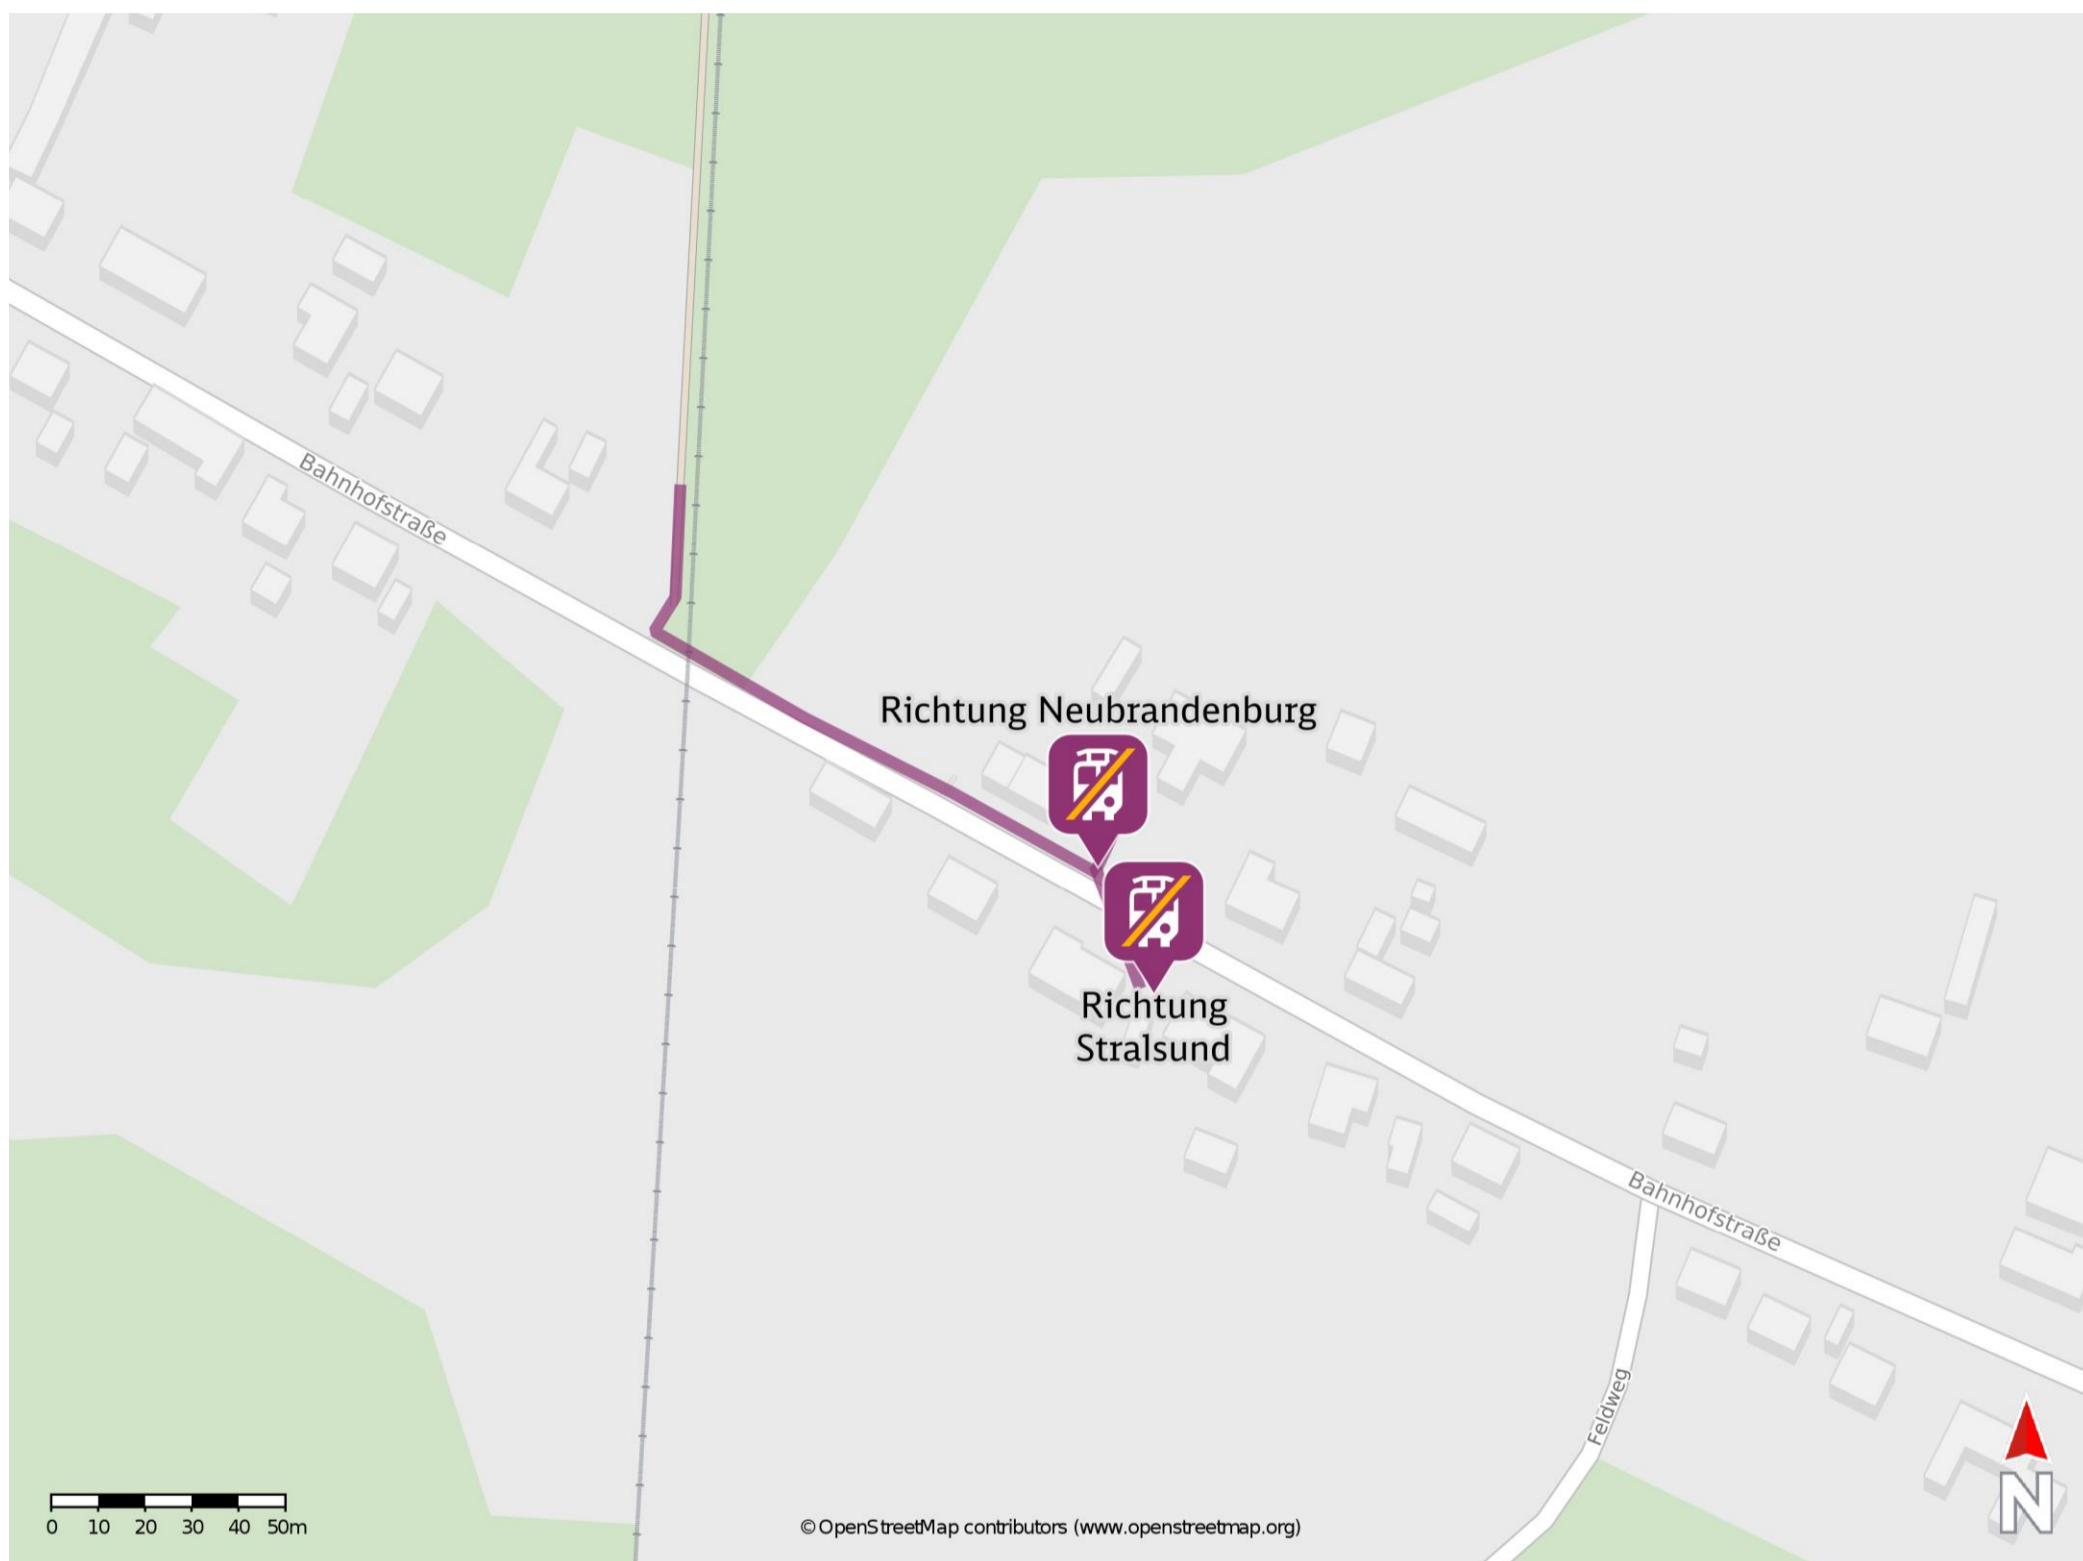 Bahnhofstraße
Richtung Neubrandenburg
Richtung
Stralsund
Bahnhofstraße
Feldweg
N
0 10 20 30 40 50m
© OpenStreetMap contributors (www.openstreetmap.org)